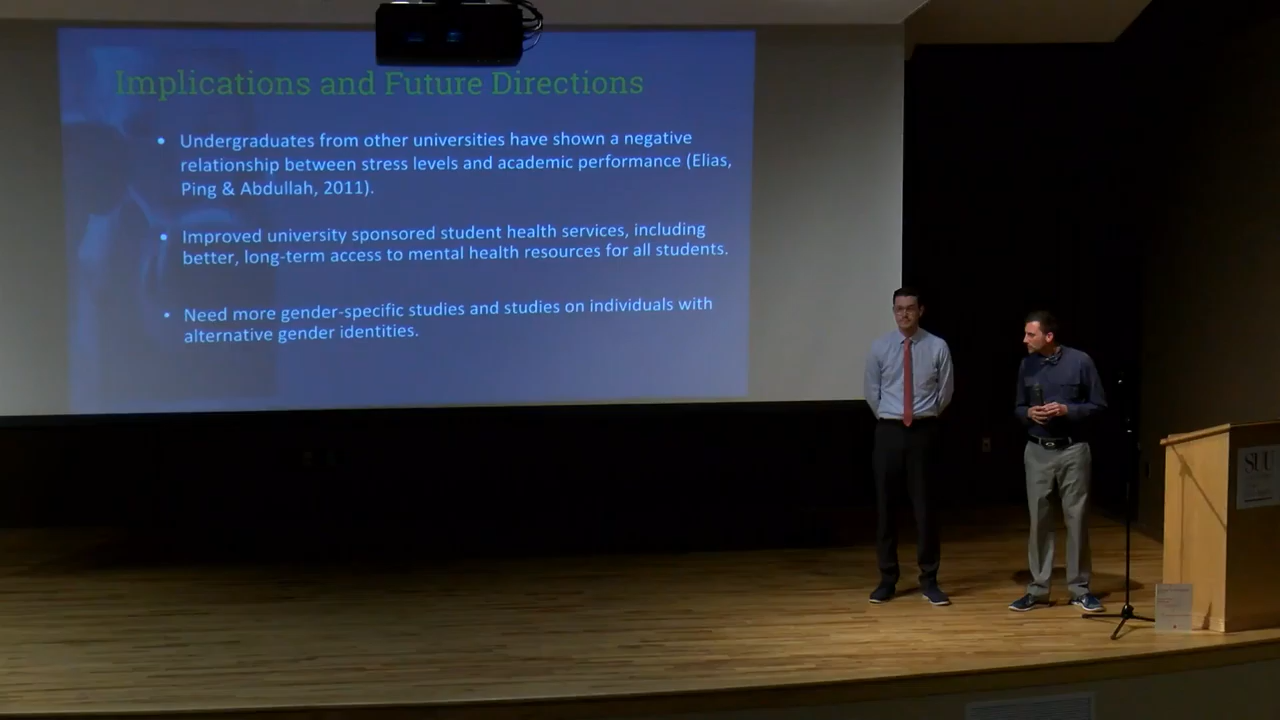 Implications and Future Directions
• Undergraduates from other universities have shown a negative
relationship between stress levels and academic performance (Elias,
Ping & Abdullah, 2011).
• Improved university sponsored student health services, including
better, long-term access to mental health resources for all students.
• Need more gender-specific studies and studies on individuals with
alternative gender identities.
SUU